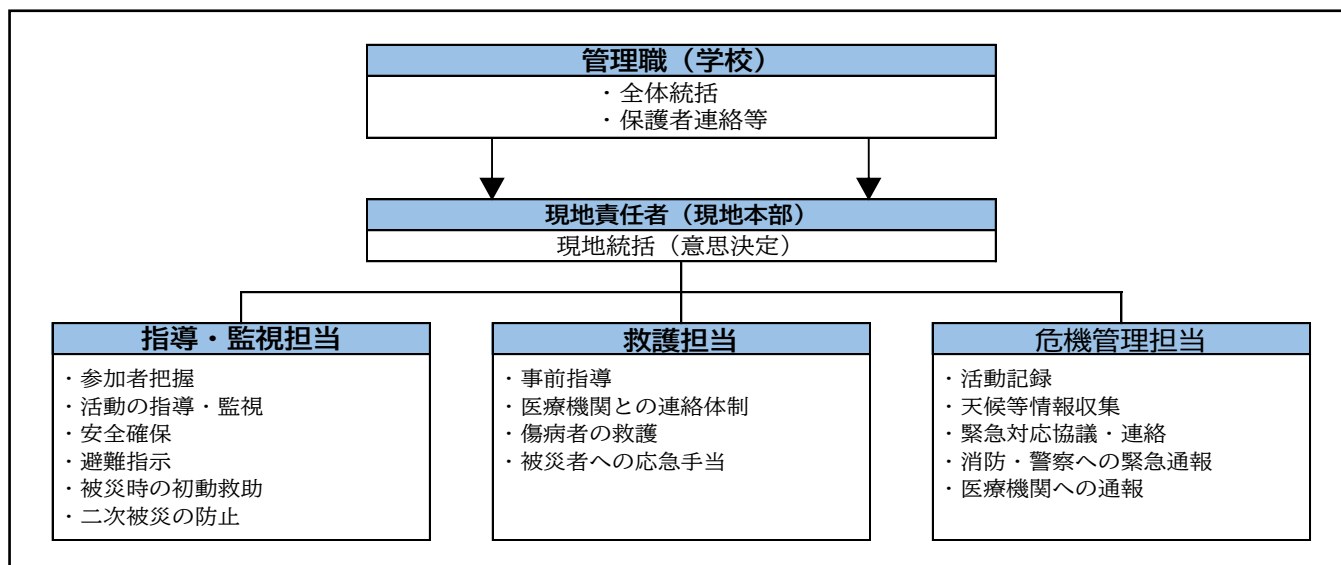 管理職（学校）
・全体統括
・保護者連絡等
現地責任者（現地本部）
現地統括（意思決定）
指導・監視担当
・参加者把握
・活動の指導・監視
・安全確保
・避難指示
・被災時の初動救助
・二次被災の防止
救護担当
・事前指導
・医療機関との連絡体制
・傷病者の救護
・被災者への応急手当
危機管理担当
・活動記録
・天候等情報収集
・緊急対応協議・連絡
・消防・警察への緊急通報
・医療機関への通報